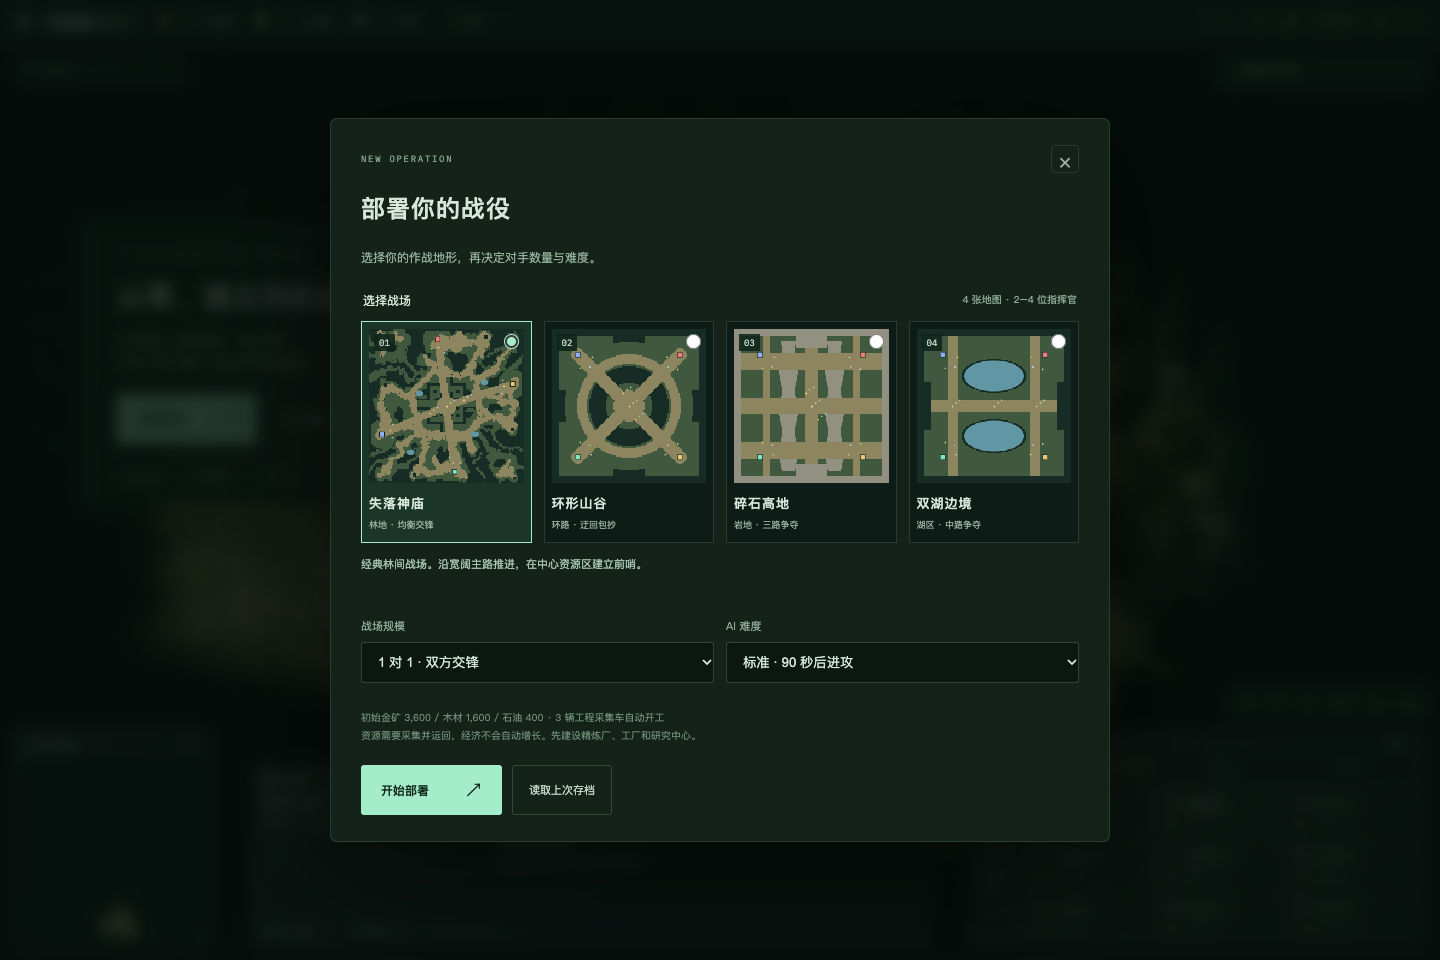 NEW OPERATION
部署你的战役
选择你的作战地形，再决定对手数量与难度。
选择战场
4 张地图 · 2—4 位指挥官
01
02
03
04
失落神庙
林地 · 均衡交锋
环形山谷
环路 · 迂回包抄
碎石高地
岩地 · 三路争夺
双湖边境
湖区 · 中路争夺
经典林间战场。沿宽阔主路推进，在中心资源区建立前哨。
战场规模
AI 难度
1 对 1 · 双方交锋
标准 · 90 秒后进攻
初始金矿 3,600 / 木材 1,600 / 石油 400 · 3 辆工程采集车自动开工
资源需要采集并运回，经济不会自动增长。先建设精炼厂、工厂和研究中心。
开始部署
读取上次存档